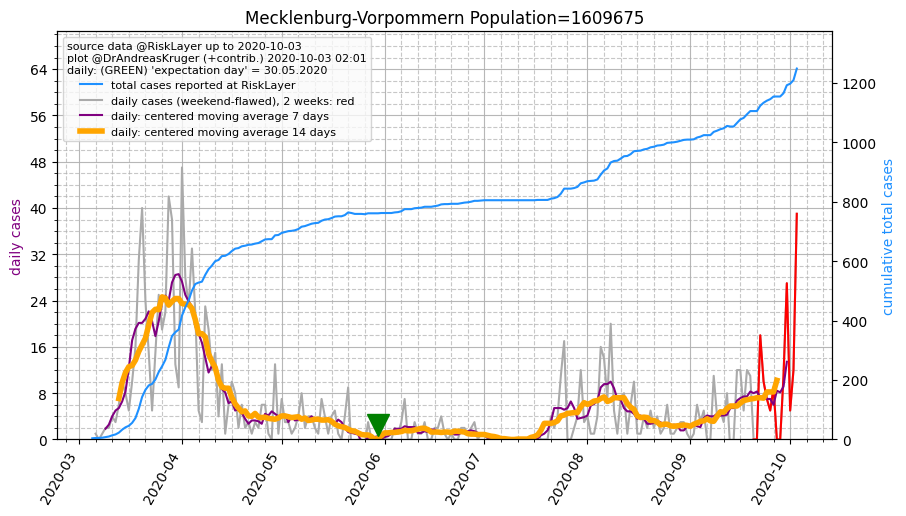 Mecklenburg-Vorpommern Population=1609675
source data @RiskLayer up to 2020-10-03
plot @DrAndreasKruger (+contrib.) 2020-10-03 02:01
daily: (GREEN) 'expectation day' = 30.05.2020
total cases reported at RiskLayer
daily cases (weekend-flawed), 2 weeks: red
daily: centered moving average 7 days
daily: centered moving average 14 days
daily cases
64
56
48
40
32
24
16
8
0
cumulative total cases
1200
1000
800
600
400
200
0
2020-03
2020-04
2020-05
2020-06
2020-07
2020-08
2020-09
2020-10